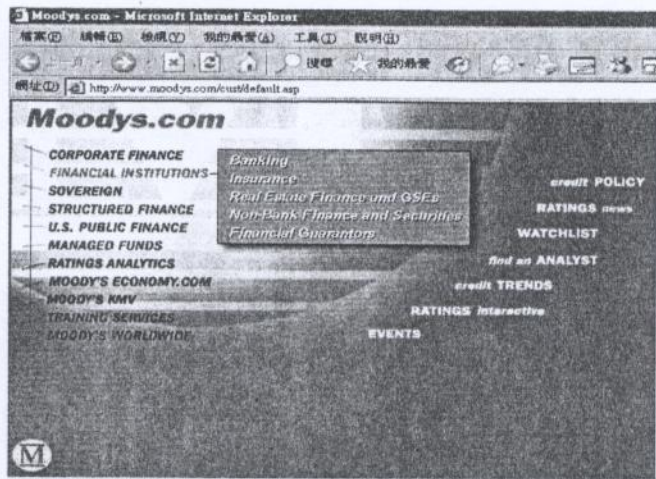 Moodys.com - Microsoft Internet Explorer
檔案(F) 編輯(E) 檢視(V) 我的最愛(A) 工具(T) 說明(H)
上一頁 搜尋 我的最愛
網址(D) http://www.moodys.com/cust/default.asp
Moodys.com
CORPORATE FINANCE
FINANCIAL INSTITUTIONS
SOVEREIGN
STRUCTURED FINANCE
U.S. PUBLIC FINANCE
MANAGED FUNDS
RATINGS ANALYTICS
MOODY'S ECONOMY.COM
MOODY'S KMV
TRAINING SERVICES
MOODY'S WORLDWIDE
Banking
Insurance
Real Estate Finance and GSEs
Non-Bank Finance and Securities
Financial Guarantors
credit POLICY
RATINGS news
WATCHLIST
find an ANALYST
credit TRENDS
RATINGS interactive
EVENTS
M